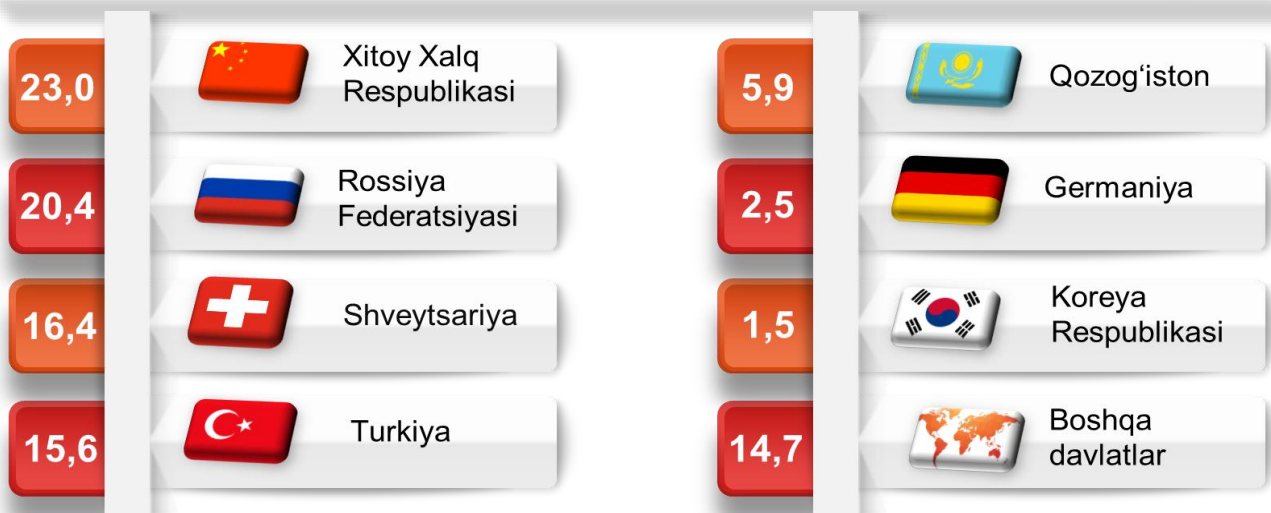 23,0
Xitoy Xalq
Respublikasi
20,4
Rossiya
Federatsiyasi
16,4
Shveytsariya
15,6
Turkiya
5,9
Qozog‘iston
2,5
Germaniya
1,5
Koreya
Respublikasi
14,7
Boshqa
davlatlar